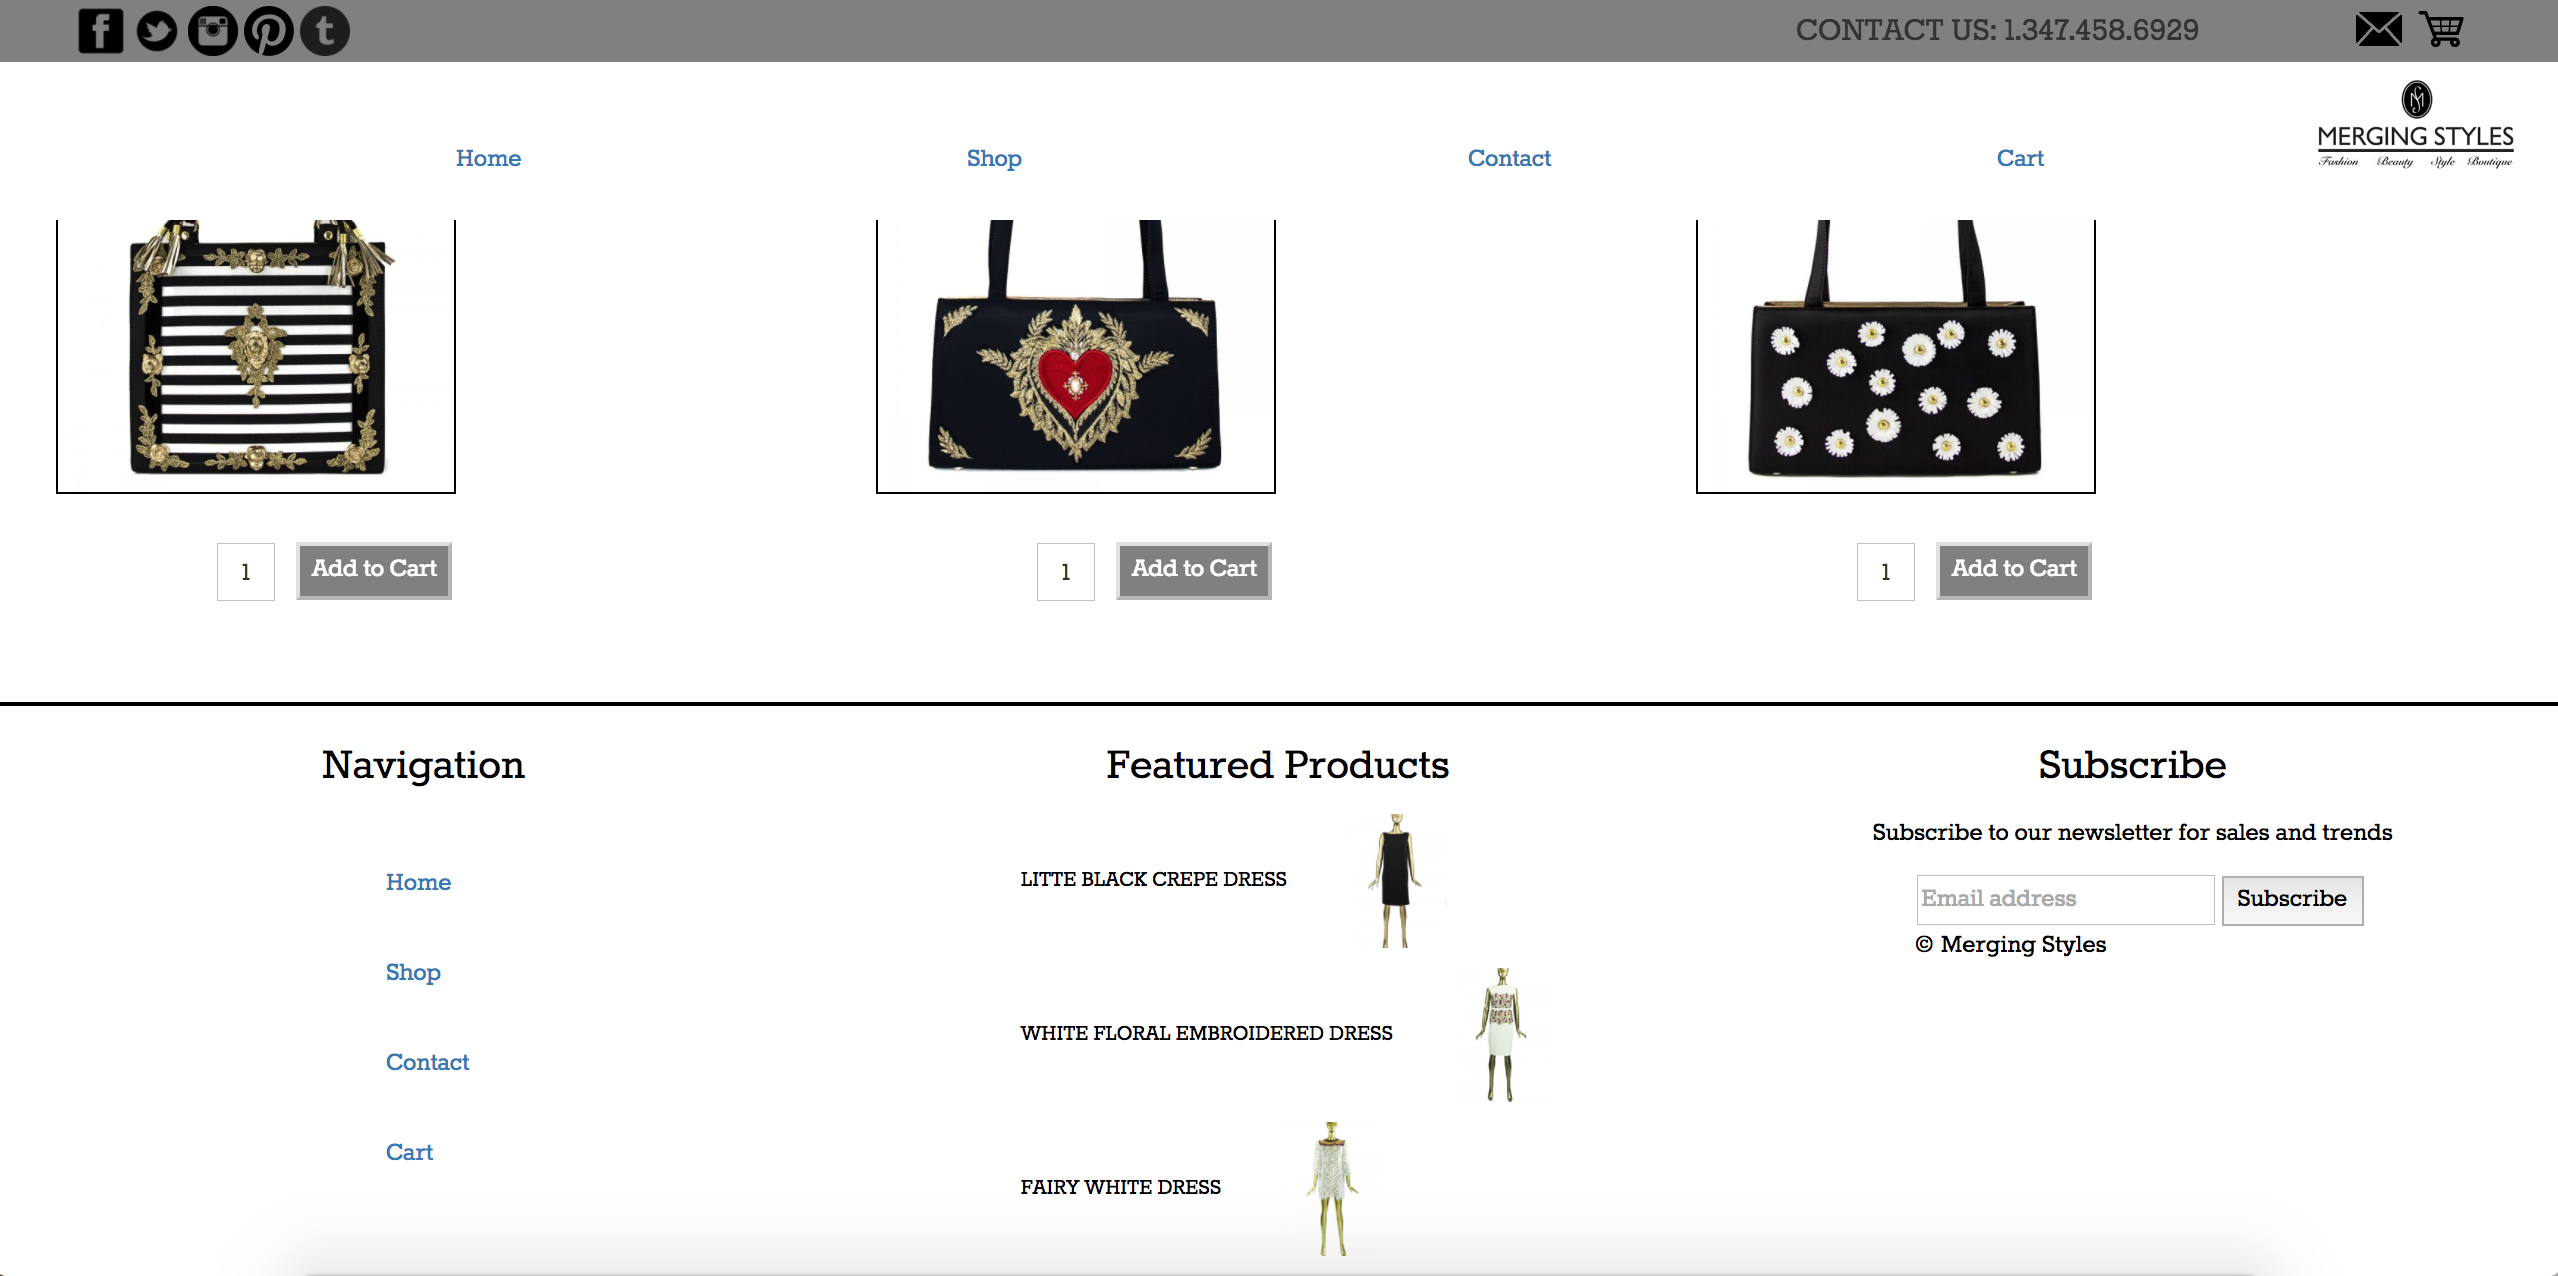 CONTACT US: 1.347.458.6929
MERGING STYLES
Fashion Beauty Style Boutique
Home Shop Contact Cart
1 Add to Cart 1 Add to Cart 1 Add to Cart
Navigation
Home
Shop
Contact
Cart
Featured Products
LITTE BLACK CREPE DRESS
WHITE FLORAL EMBROIDERED DRESS
FAIRY WHITE DRESS
Subscribe
Subscribe to our newsletter for sales and trends
Email address Subscribe
© Merging Styles